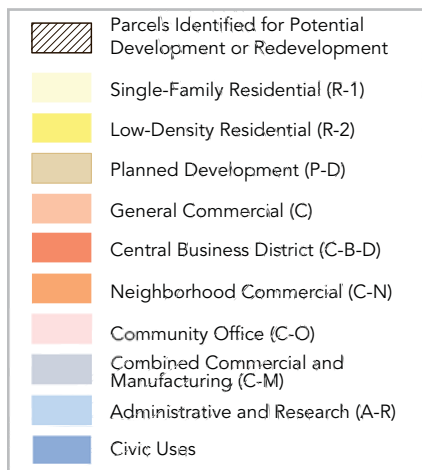 Parcels Identified for Potential
Development or Redevelopment
Single-Family Residential (R-1)
Low-Density Residential (R-2)
Planned Development (P-D)
General Commercial (C)
Central Business District (C-B-D)
Neighborhood Commercial (C-N)
Community Office (C-O)
Combined Commercial and
Manufacturing (C-M)
Administrative and Research (A-R)
Civic Uses